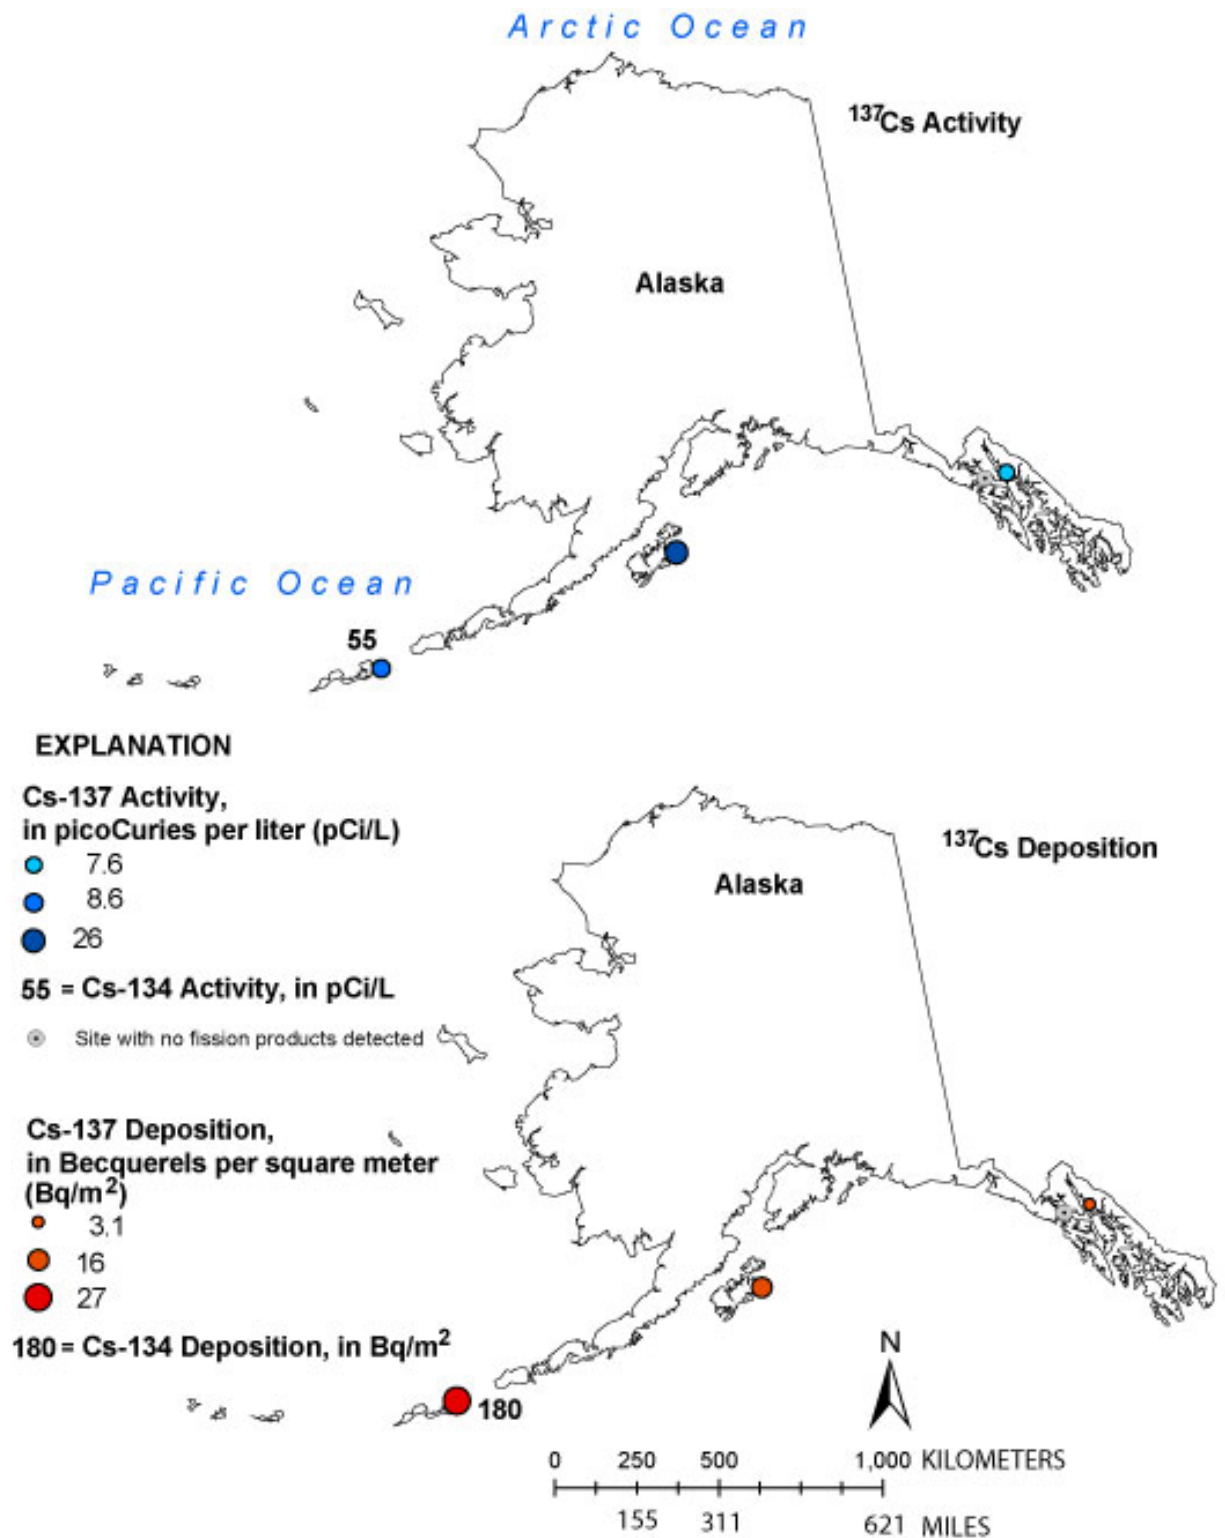 Arctic Ocean
137Cs Activity
Alaska
Pacific Ocean
55
EXPLANATION
Cs-137 Activity,
in picoCuries per liter (pCi/L)
7.6
8.6
26
55 = Cs-134 Activity, in pCi/L
Site with no fission products detected
Cs-137 Deposition,
in Becquerels per square meter
(Bq/m2)
3.1
16
27
180 = Cs-134 Deposition, in Bq/m2
137Cs Deposition
Alaska
180
N
0 250 500 1,000 KILOMETERS
155 311 621 MILES